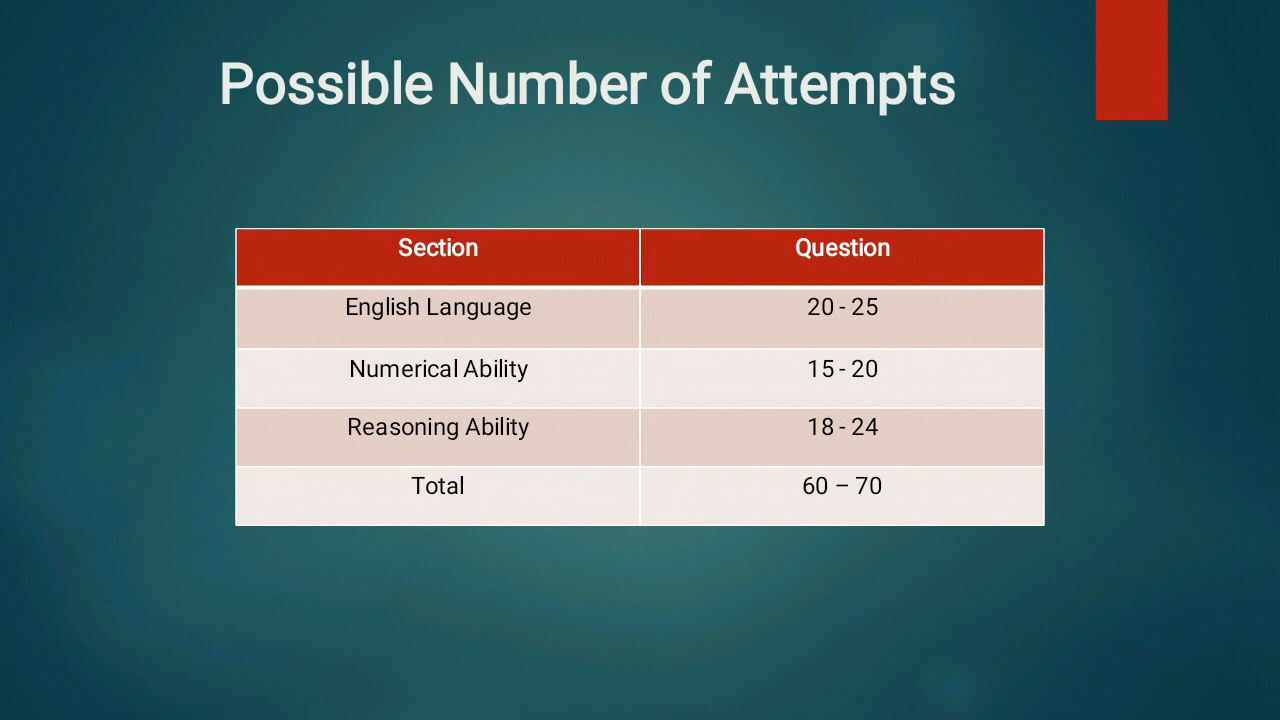 Possible Number of Attempts
Section Question
English Language 20 - 25
Numerical Ability 15 - 20
Reasoning Ability 18 - 24
Total 60 – 70